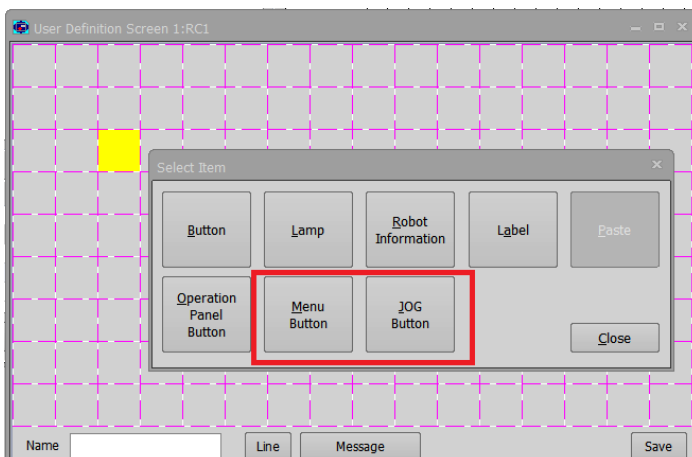 User Definition Screen 1:RC1
Select Item
Button
Lamp
Robot
Information
Label
Paste
Operation
Panel
Button
Menu
Button
JOG
Button
Close
Name
Line
Message
Save